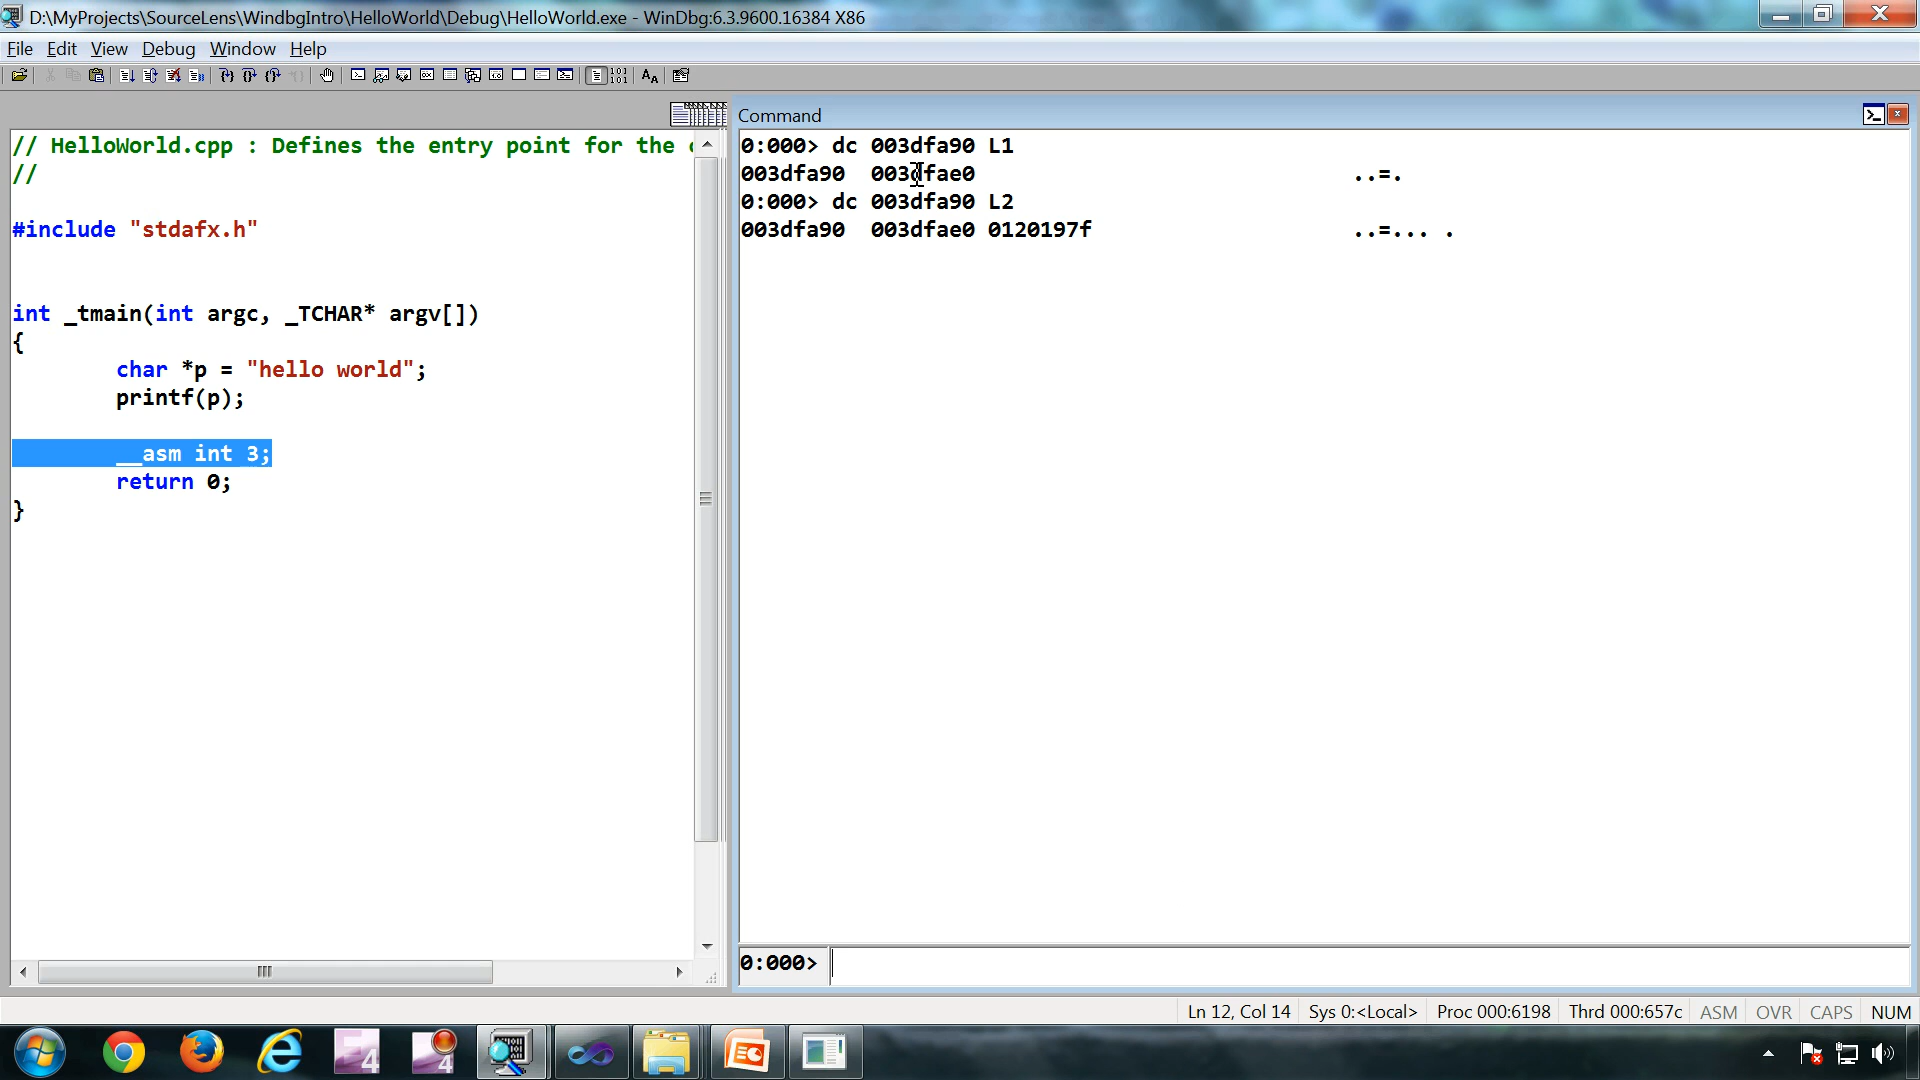 D:\MyProjects\SourceLens\WindbgIntro\HelloWorld\Debug\HelloWorld.exe - WinDbg:6.3.9600.16384 X86
File Edit View Debug Window Help
// HelloWorld.cpp : Defines the entry point for the
//
#include "stdafx.h"
int _tmain(int argc, _TCHAR* argv[])
{
char *p = "hello world";
printf(p);
__asm int 3;
return 0;
}
Command
0:000> dc 003dfa90 L1
003dfa90 003dfae0 ..=.
0:000> dc 003dfa90 L2
003dfa90 003dfae0 0120197f ..=... .
0:000>
Ln 12, Col 14 Sys 0:<Local> Proc 000:6198 Thrd 000:657c ASM OVR CAPS NUM